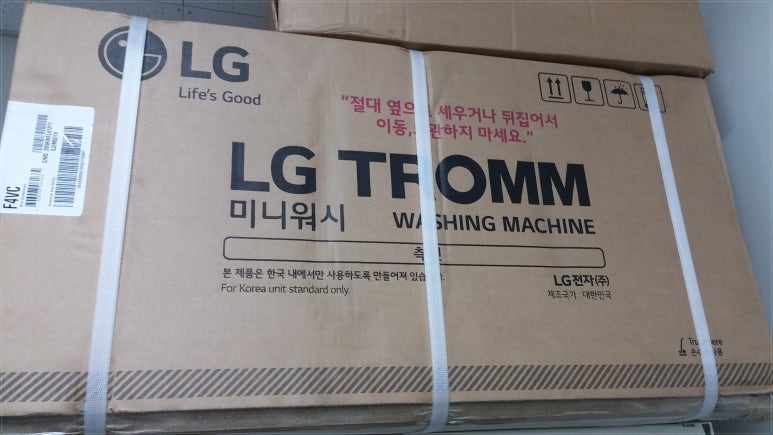 LG
Life's Good
"절대 옆으로 세우거나 뒤집어서
이동, 보관하지 마세요."
LG TROMM
미니워시 WASHING MACHINE
본 제품은 한국 내에서만 사용하도록 만들어져 있습니다.
For Korea unit standard only.
LG전자(주)
제조국가 : 대한민국
F4VC